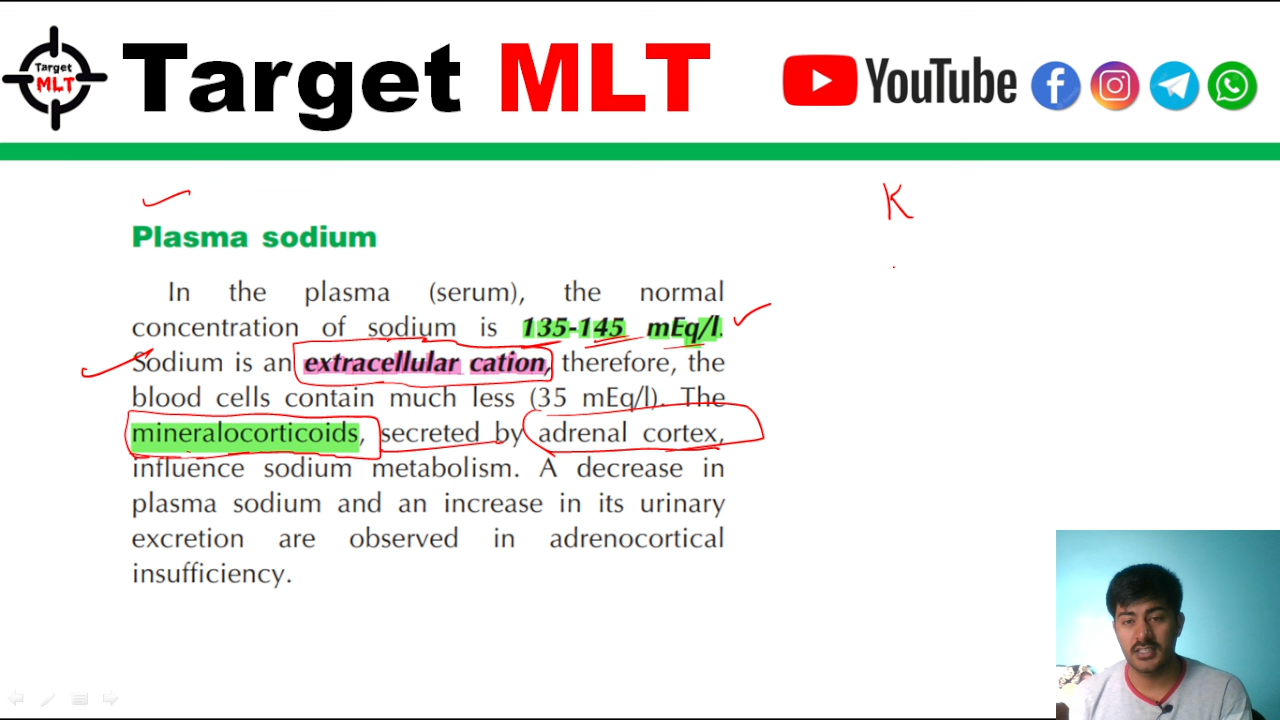 Target
MLT
Target MLT
YouTube
K
Plasma sodium
In the plasma (serum), the normal
concentration of sodium is 135-145 mEq/l.
Sodium is an extracellular cation, therefore, the
blood cells contain much less (35 mEq/l). The
mineralocorticoids, secreted by adrenal cortex,
influence sodium metabolism. A decrease in
plasma sodium and an increase in its urinary
excretion are observed in adrenocortical
insufficiency.